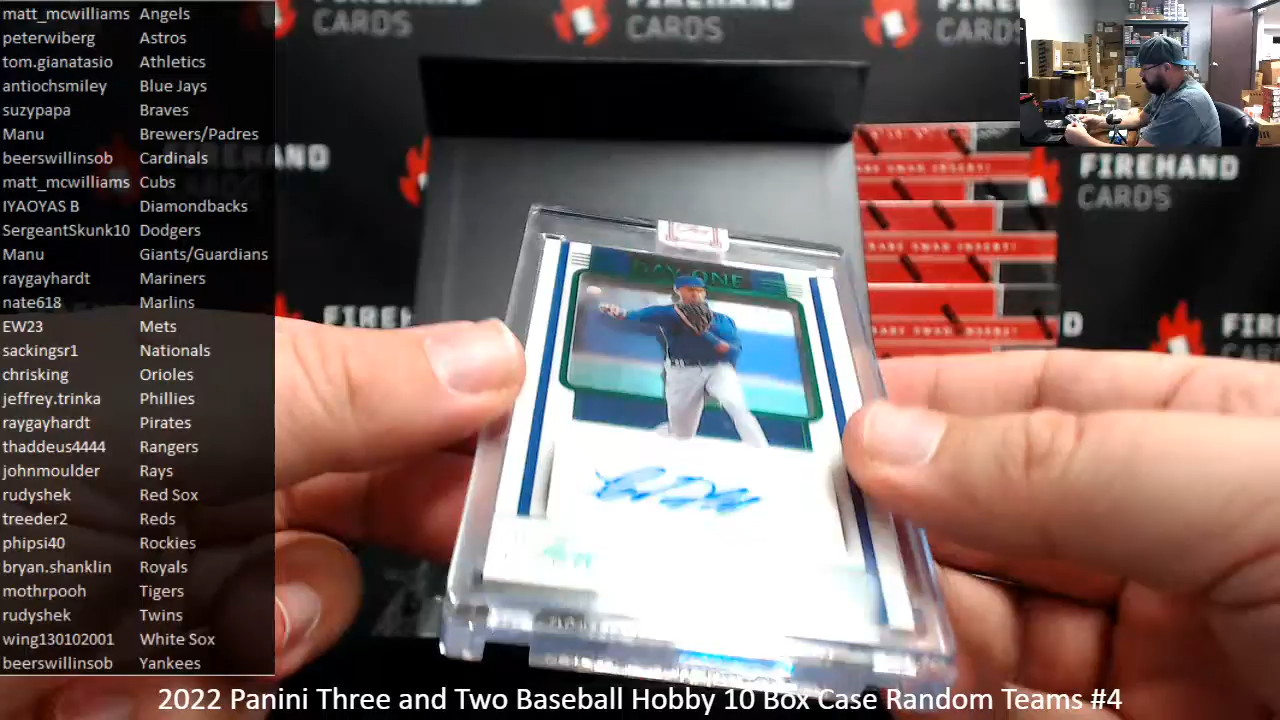 matt_mcwilliams Angels
peterwiberg Astros
tom.gianatasio Athletics
antiochsmiley Blue Jays
suzypapa Braves
Manu Brewers/Padres
beerswillinsob Cardinals
matt_mcwilliams Cubs
IYAOYAS B Diamondbacks
SergeantSkunk10 Dodgers
Manu Giants/Guardians
raygayhardt Mariners
nate618 Marlins
EW23 Mets
sackingsr1 Nationals
chrisking Orioles
jeffrey.trinka Phillies
raygayhardt Pirates
thaddeus4444 Rangers
johnmoulder Rays
rudyshek Red Sox
treeder2 Reds
phipsi40 Rockies
bryan.shanklin Royals
mothrpooh Tigers
rudyshek Twins
wing130102001 White Sox
beerswillinsob Yankees
FIREHAND
CARDS
FIREHAND
CARDS
DAY ONE
2022 Panini Three and Two Baseball Hobby 10 Box Case Random Teams #4